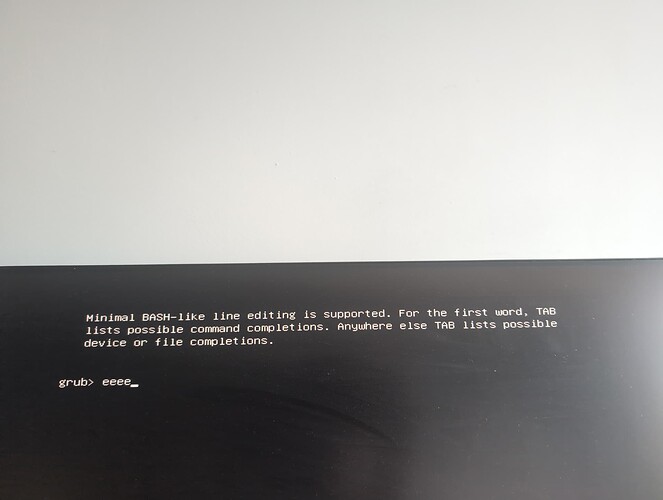 Minimal BASH-like line editing is supported. For the first word, TAB
lists possible command completions. Anywhere else TAB lists possible
device or file completions.
grub> eeee_